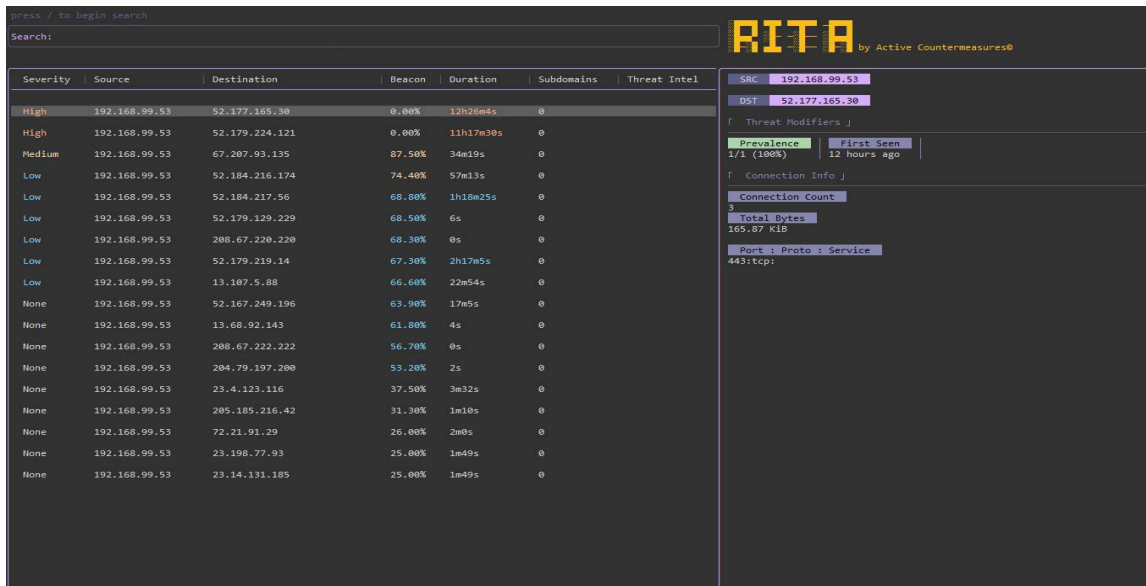 press / to begin search
Search:
RITA by Active Countermeasures©
Severity Source Destination Beacon Duration Subdomains Threat Intel
High 192.168.99.53 52.177.165.30 0.00% 12h26m4s 0
High 192.168.99.53 52.179.224.121 0.00% 11h17m30s 0
Medium 192.168.99.53 67.207.93.135 87.50% 34m19s 0
Low 192.168.99.53 52.184.216.174 74.40% 57m13s 0
Low 192.168.99.53 52.184.217.56 68.80% 1h18m25s 0
Low 192.168.99.53 52.179.129.229 68.50% 6s 0
Low 192.168.99.53 208.67.220.220 68.30% 0s 0
Low 192.168.99.53 52.179.219.14 67.30% 2h17m5s 0
Low 192.168.99.53 13.107.5.88 66.60% 22m54s 0
None 192.168.99.53 52.167.249.196 63.90% 17m5s 0
None 192.168.99.53 13.68.92.143 61.80% 4s 0
None 192.168.99.53 208.67.222.222 56.70% 0s 0
None 192.168.99.53 204.79.197.200 53.20% 2s 0
None 192.168.99.53 23.4.123.116 37.50% 3m32s 0
None 192.168.99.53 205.185.216.42 31.30% 1m10s 0
None 192.168.99.53 72.21.91.29 26.00% 2m0s 0
None 192.168.99.53 23.198.77.93 25.00% 1m49s 0
None 192.168.99.53 23.14.131.185 25.00% 1m49s 0
SRC 192.168.99.53
DST 52.177.165.30
「 Threat Modifiers 」
Prevalence First Seen
1/1 (100%) 12 hours ago
「 Connection Info 」
Connection Count
3
Total Bytes
165.87 KiB
Port : Proto : Service
443:tcp: